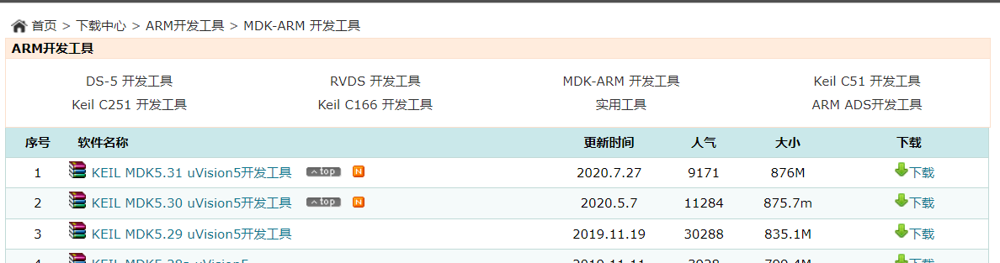 首页 > 下载中心 > ARM开发工具 > MDK-ARM 开发工具
ARM开发工具
DS-5 开发工具 RVDS 开发工具 MDK-ARM 开发工具 Keil C51 开发工具
Keil C251 开发工具 Keil C166 开发工具 实用工具 ARM ADS开发工具
序号 软件名称 更新时间 人气 大小 下载
1 KEIL MDK5.31 uVision5开发工具 top N 2020.7.27 9171 876M 下载
2 KEIL MDK5.30 uVision5开发工具 top N 2020.5.7 11284 875.7m 下载
3 KEIL MDK5.29 uVision5开发工具 2019.11.19 30288 835.1M 下载